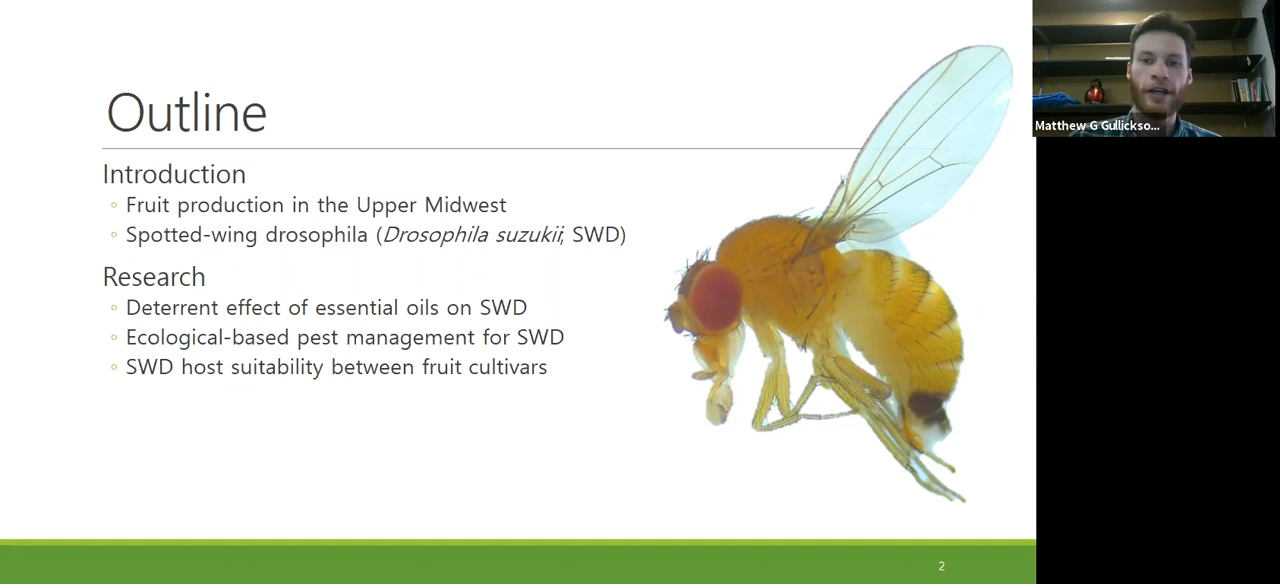 Outline
Introduction
◦ Fruit production in the Upper Midwest
◦ Spotted-wing drosophila (Drosophila suzukii; SWD)
Research
◦ Deterrent effect of essential oils on SWD
◦ Ecological-based pest management for SWD
◦ SWD host suitability between fruit cultivars
2
Matthew G Gullickso...